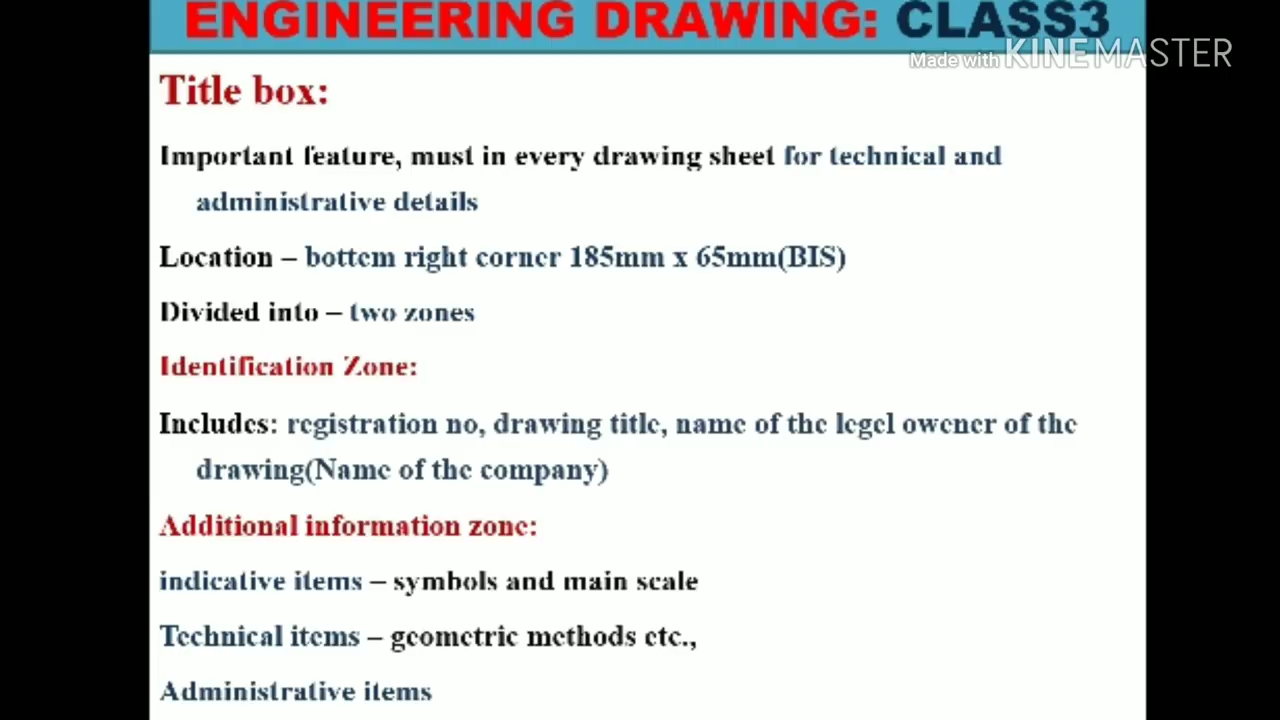 ENGINEERING DRAWING: CLASS3
Made with KINEMASTER
Title box:
Important feature, must in every drawing sheet for technical and
administrative details
Location – bottem right corner 185mm x 65mm(BIS)
Divided into – two zones
Identification Zone:
Includes: registration no, drawing title, name of the legel owener of the
drawing(Name of the company)
Additional information zone:
indicative items – symbols and main scale
Technical items – geometric methods etc.,
Administrative items